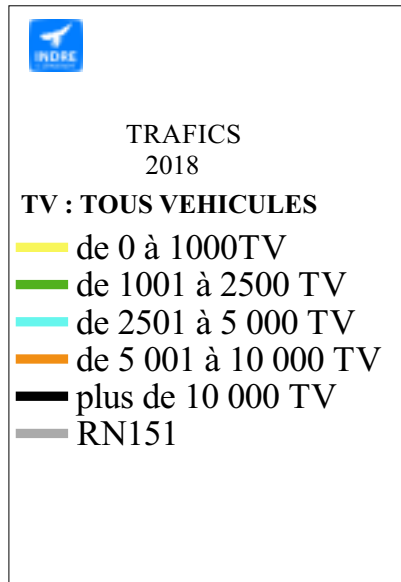 INDRE
TRAFICS
2018
TV : TOUS VEHICULES
de 0 à 1000TV
de 1001 à 2500 TV
de 2501 à 5 000 TV
de 5 001 à 10 000 TV
plus de 10 000 TV
RN151